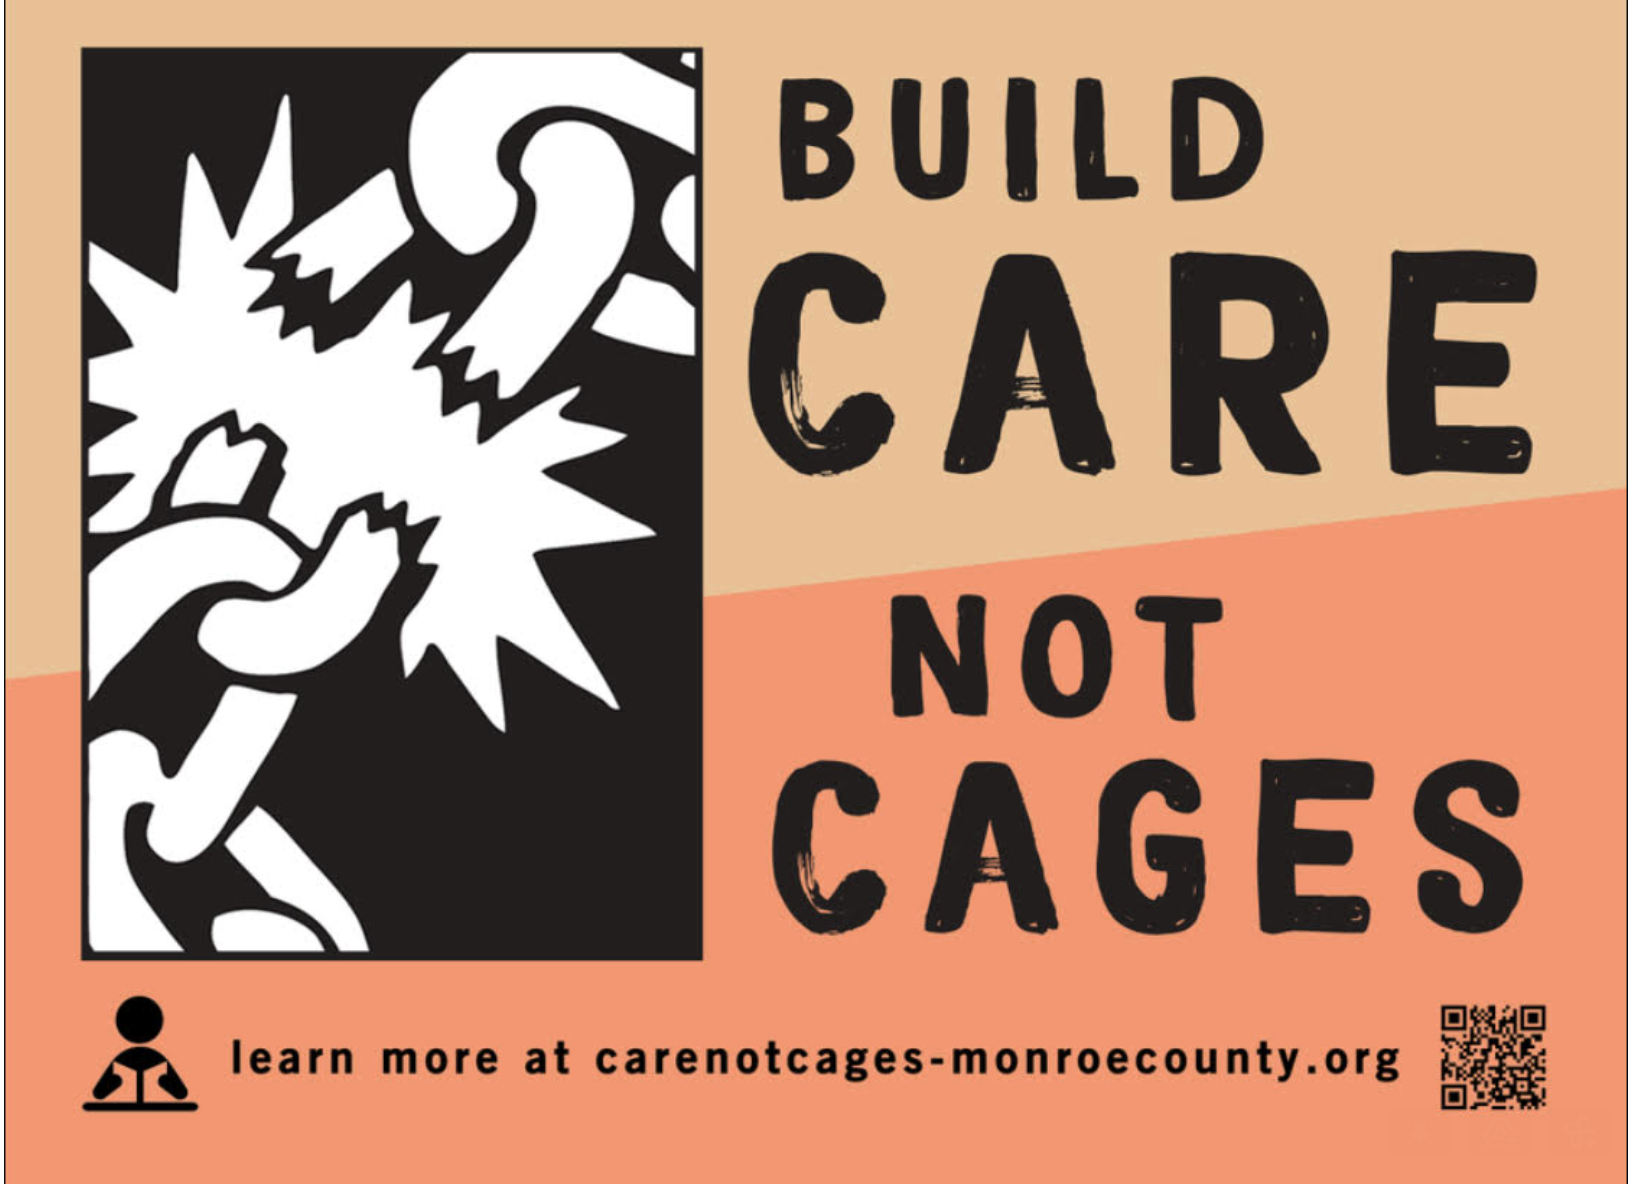 BUILD
CARE
NOT
CAGES
learn more at carenotcages-monroecounty.org